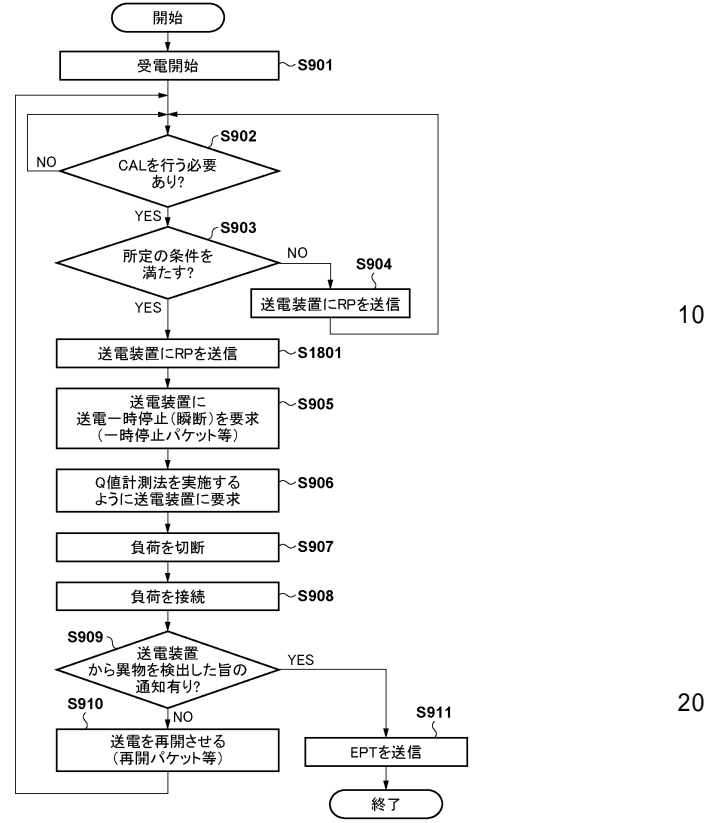 開始
受電開始
S901
S902
CALを行う必要
あり?
NO
YES
S903
所定の条件を
満たす?
NO
YES
S904
送電装置にRPを送信
10
送電装置にRPを送信
S1801
送電装置に
送電一時停止(瞬断)を要求
(一時停止パケット等)
S905
Q値計測法を実施する
ように送電装置に要求
S906
負荷を切断
S907
負荷を接続
S908
S909
送電装置
から異物を検出した旨の
通知有り?
YES
NO
S910
送電を再開させる
(再開パケット等)
20
S911
EPTを送信
終了